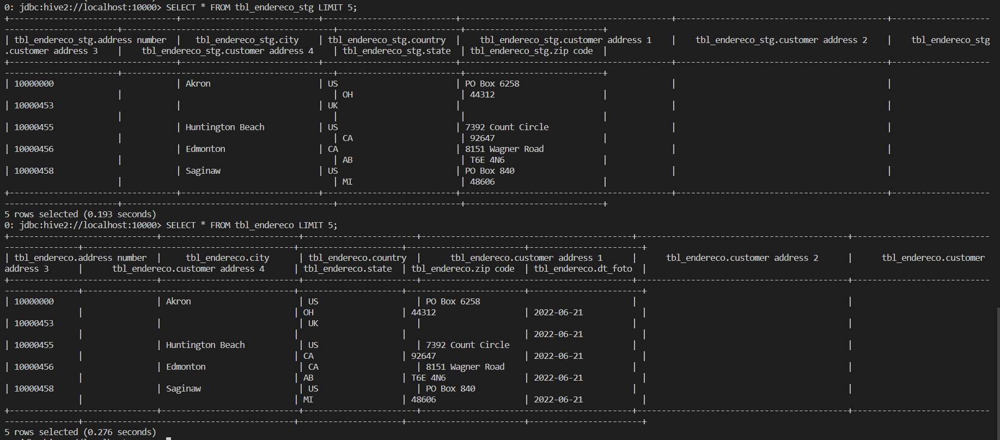 0: jdbc:hive2://localhost:10000> SELECT * FROM tbl_endereco_stg LIMIT 5;
+----------------------------------+----------------------------+---------------------------+-------------------------------------------+-------------------------------------------+--------------------
-----------------------+-------------------------------------------+-------------------------+----------------------------+
| tbl_endereco_stg.address number  |   tbl_endereco_stg.city    | tbl_endereco_stg.country  |    tbl_endereco_stg.customer address 1    |    tbl_endereco_stg.customer address 2    |    tbl_endereco_stg
.customer address 3    |    tbl_endereco_stg.customer address 4    | tbl_endereco_stg.state  | tbl_endereco_stg.zip code  |
+----------------------------------+----------------------------+---------------------------+-------------------------------------------+-------------------------------------------+--------------------
-----------------------+-------------------------------------------+-------------------------+----------------------------+
| 10000000                         | Akron                      | US                        | PO Box 6258                               |                                           |
                       |                                           | OH                      | 44312                      |
| 10000453                         |                            | UK                        |                                           |                                           |
                       |                                           |                         |                            |
| 10000455                         | Huntington Beach           | US                        | 7392 Count Circle                         |                                           |
                       |                                           | CA                      | 92647                      |
| 10000456                         | Edmonton                   | CA                        | 8151 Wagner Road                          |                                           |
                       |                                           | AB                      | T6E 4N6                    |
| 10000458                         | Saginaw                    | US                        | PO Box 840                                |                                           |
                       |                                           | MI                      | 48606                      |
+----------------------------------+----------------------------+---------------------------+-------------------------------------------+-------------------------------------------+--------------------
-----------------------+-------------------------------------------+-------------------------+----------------------------+
5 rows selected (0.193 seconds)
0: jdbc:hive2://localhost:10000> SELECT * FROM tbl_endereco LIMIT 5;
+------------------------------+----------------------------+-----------------------+-------------------------------------------+-------------------------------------------+----------------------------
---------------+-------------------------------------------+---------------------+------------------------+-----------------------+
| tbl_endereco.address number  |     tbl_endereco.city      | tbl_endereco.country  |      tbl_endereco.customer address 1      |      tbl_endereco.customer address 2      |      tbl_endereco.customer
address 3      |      tbl_endereco.customer address 4      | tbl_endereco.state  | tbl_endereco.zip code  | tbl_endereco.dt_foto  |
+------------------------------+----------------------------+-----------------------+-------------------------------------------+-------------------------------------------+----------------------------
---------------+-------------------------------------------+---------------------+------------------------+-----------------------+
| 10000000                     | Akron                      | US                    | PO Box 6258                               |                                           |
               |                                           | OH                  | 44312                  | 2022-06-21            |
| 10000453                     |                            | UK                    |                                           |                                           |
               |                                           |                     |                        | 2022-06-21            |
| 10000455                     | Huntington Beach           | US                    | 7392 Count Circle                         |                                           |
               |                                           | CA                  | 92647                  | 2022-06-21            |
| 10000456                     | Edmonton                   | CA                    | 8151 Wagner Road                          |                                           |
               |                                           | AB                  | T6E 4N6                | 2022-06-21            |
| 10000458                     | Saginaw                    | US                    | PO Box 840                                |                                           |
               |                                           | MI                  | 48606                  | 2022-06-21            |
+------------------------------+----------------------------+-----------------------+-------------------------------------------+-------------------------------------------+----------------------------
---------------+-------------------------------------------+---------------------+------------------------+-----------------------+
5 rows selected (0.276 seconds)